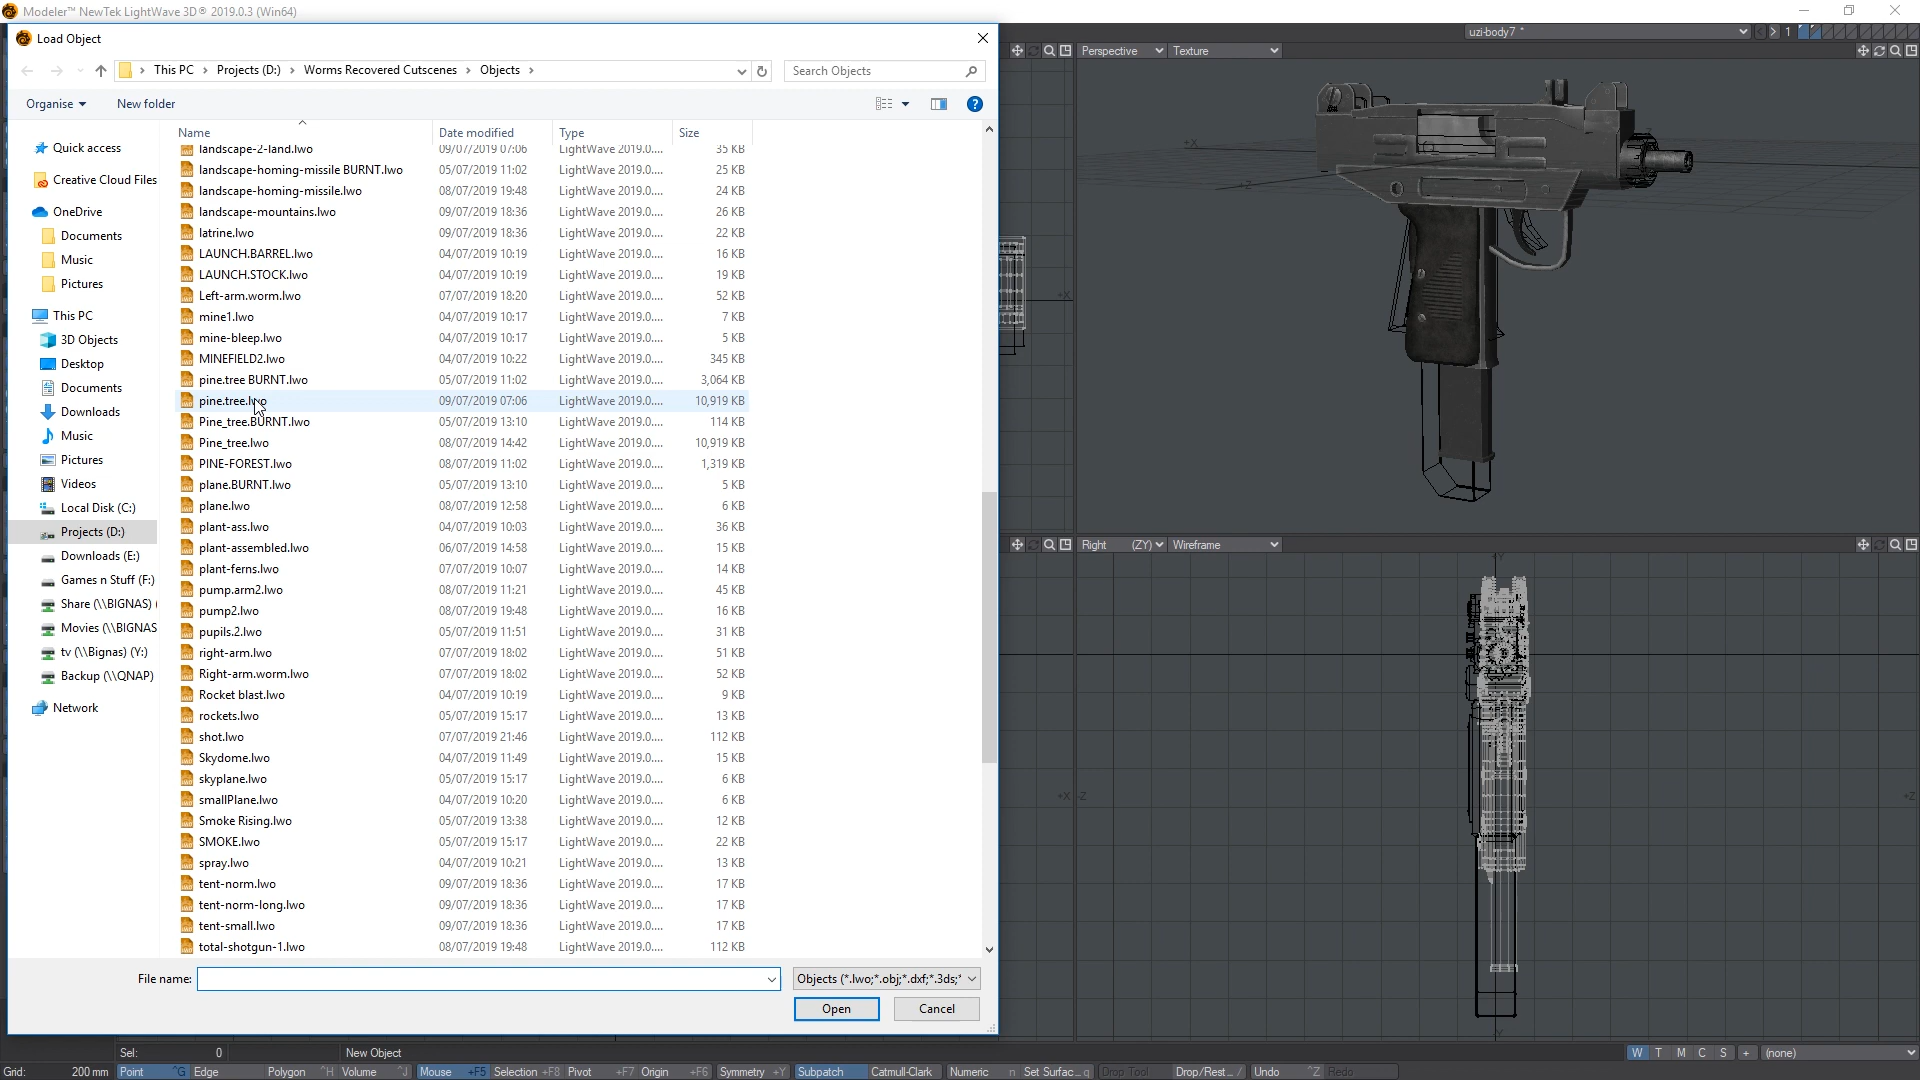 Modeler™ NewTek LightWave 3D® 2019.0.3 (Win64)
Load Object
uzi-body7 *
1
This PC > Projects (D:) > Worms Recovered Cutscenes > Objects >
Search Objects
Perspective Texture
Organise New folder
Name Date modified Type Size
landscape-2-land.lwo 09/07/2019 07:06 LightWave 2019.0.... 35 KB
landscape-homing-missile BURNT.lwo 05/07/2019 11:02 LightWave 2019.0.... 25 KB
landscape-homing-missile.lwo 08/07/2019 19:48 LightWave 2019.0.... 24 KB
landscape-mountains.lwo 09/07/2019 18:36 LightWave 2019.0.... 26 KB
latrine.lwo 09/07/2019 18:36 LightWave 2019.0.... 22 KB
LAUNCH.BARREL.lwo 04/07/2019 10:19 LightWave 2019.0.... 16 KB
LAUNCH.STOCK.lwo 04/07/2019 10:19 LightWave 2019.0.... 19 KB
Left-arm.worm.lwo 07/07/2019 18:20 LightWave 2019.0.... 52 KB
mine1.lwo 04/07/2019 10:17 LightWave 2019.0.... 7 KB
mine-bleep.lwo 04/07/2019 10:17 LightWave 2019.0.... 5 KB
MINEFIELD2.lwo 04/07/2019 10:22 LightWave 2019.0.... 345 KB
pine.tree BURNT.lwo 05/07/2019 11:02 LightWave 2019.0.... 3,064 KB
pine.tree.lwo 09/07/2019 07:06 LightWave 2019.0.... 10,919 KB
Pine_tree.BURNT.lwo 05/07/2019 13:10 LightWave 2019.0.... 114 KB
Pine_tree.lwo 08/07/2019 14:42 LightWave 2019.0.... 10,919 KB
PINE-FOREST.lwo 08/07/2019 11:02 LightWave 2019.0.... 1,319 KB
plane.BURNT.lwo 05/07/2019 13:10 LightWave 2019.0.... 5 KB
plane.lwo 08/07/2019 12:58 LightWave 2019.0.... 6 KB
plant-ass.lwo 04/07/2019 10:03 LightWave 2019.0.... 36 KB
plant-assembled.lwo 06/07/2019 14:58 LightWave 2019.0.... 15 KB
plant-ferns.lwo 07/07/2019 10:07 LightWave 2019.0.... 14 KB
pump.arm2.lwo 08/07/2019 11:21 LightWave 2019.0.... 45 KB
pump2.lwo 08/07/2019 19:48 LightWave 2019.0.... 16 KB
pupils.2.lwo 05/07/2019 11:51 LightWave 2019.0.... 31 KB
right-arm.lwo 07/07/2019 18:02 LightWave 2019.0.... 51 KB
Right-arm.worm.lwo 07/07/2019 18:02 LightWave 2019.0.... 52 KB
Rocket blast.lwo 04/07/2019 10:19 LightWave 2019.0.... 9 KB
rockets.lwo 05/07/2019 15:17 LightWave 2019.0.... 13 KB
shot.lwo 07/07/2019 21:46 LightWave 2019.0.... 112 KB
Skydome.lwo 04/07/2019 11:49 LightWave 2019.0.... 15 KB
skyplane.lwo 05/07/2019 15:17 LightWave 2019.0.... 6 KB
smallPlane.lwo 04/07/2019 10:20 LightWave 2019.0.... 6 KB
Smoke Rising.lwo 05/07/2019 13:38 LightWave 2019.0.... 12 KB
SMOKE.lwo 05/07/2019 15:17 LightWave 2019.0.... 22 KB
spray.lwo 04/07/2019 10:21 LightWave 2019.0.... 13 KB
tent-norm.lwo 09/07/2019 18:36 LightWave 2019.0.... 17 KB
tent-norm-long.lwo 09/07/2019 18:36 LightWave 2019.0.... 17 KB
tent-small.lwo 09/07/2019 18:36 LightWave 2019.0.... 17 KB
total-shotgun-1.lwo 08/07/2019 19:48 LightWave 2019.0.... 112 KB
Quick access
Creative Cloud Files
OneDrive
Documents
Music
Pictures
This PC
3D Objects
Desktop
Documents
Downloads
Music
Pictures
Videos
Local Disk (C:)
Projects (D:)
Downloads (E:)
Games n Stuff (F:)
Share (\\BIGNAS) (
Movies (\\BIGNAS
tv (\\Bignas) (Y:)
Backup (\\QNAP)
Network
File name:
Objects (*.lwo;*.obj;*.dxf;*.3ds;*
Open Cancel
+X
-Z
+X
Right (ZY) Wireframe
+X -Z
+Z
+Y
-Y
Sel: 0 New Object
W T M C S + (none)
Grid: 200 mm Point ^G Edge Polygon ^H Volume ^J Mouse +F5 Selection +F8 Pivot +F7 Origin +F6 Symmetry +Y Subpatch Catmull-Clark Numeric n Set Surfac... q Drop Tool Drop/Rest... / Undo ^Z Redo